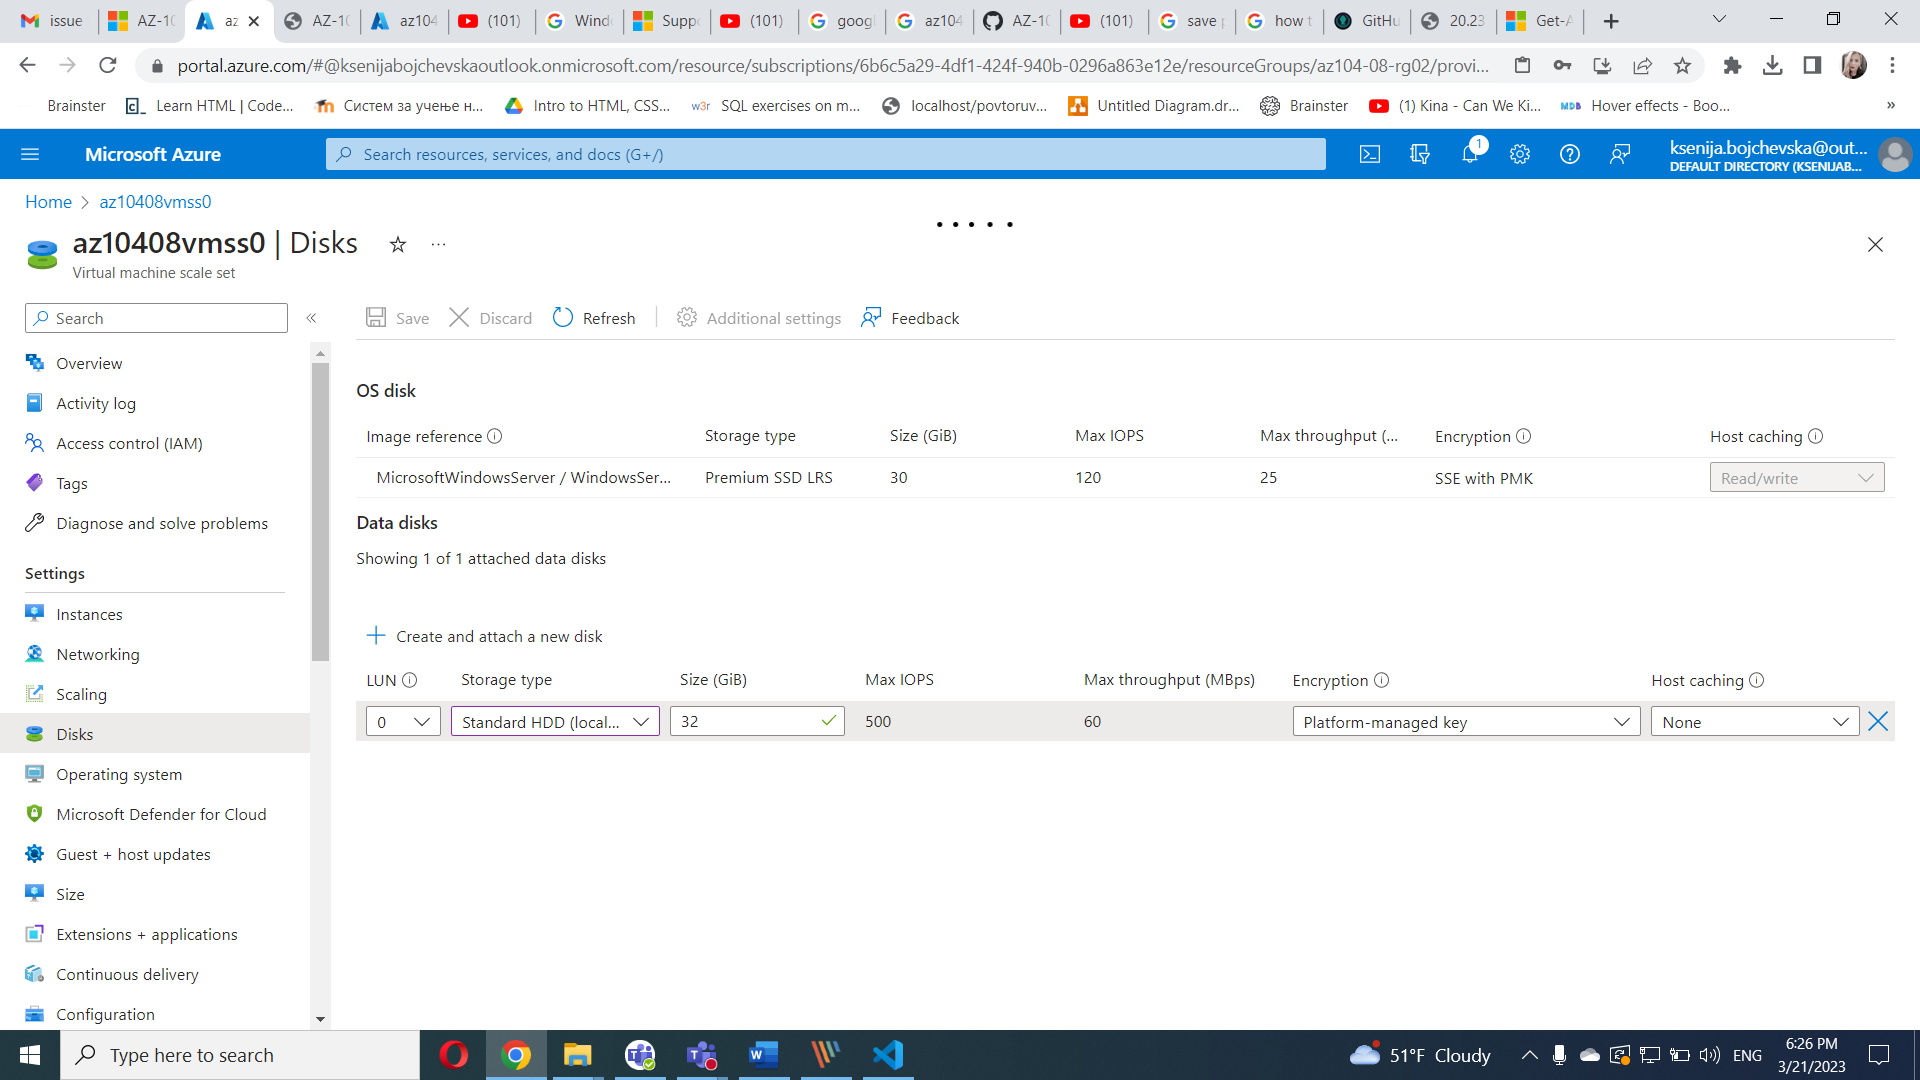 issue
AZ-10
az
AZ-10
az104
(101)
Wind
Suppo
(101)
googl
az104
AZ-10
(101)
save p
how t
GitHu
20.23
Get-A
portal.azure.com/#@ksenijabojchevskaoutlook.onmicrosoft.com/resource/subscriptions/6b6c5a29-4df1-424f-940b-0296a863e12e/resourceGroups/az104-08-rg02/provi...
Brainster
Learn HTML | Code...
Систем за учење н...
Intro to HTML, CSS...
SQL exercises on m...
localhost/povtoruv...
Untitled Diagram.dr...
Brainster
(1) Kina - Can We Ki...
Hover effects - Boo...
»
Microsoft Azure
Search resources, services, and docs (G+/)
1
ksenija.bojchevska@out...
DEFAULT DIRECTORY (KSENIJAB...
Home > az10408vmss0
az10408vmss0 | Disks
...
Virtual machine scale set
Search
«
Save
Discard
Refresh
Additional settings
Feedback
Overview
Activity log
Access control (IAM)
Tags
Diagnose and solve problems
Settings
Instances
Networking
Scaling
Disks
Operating system
Microsoft Defender for Cloud
Guest + host updates
Size
Extensions + applications
Continuous delivery
Configuration
OS disk
Image reference Storage type Size (GiB) Max IOPS Max throughput (... Encryption Host caching
MicrosoftWindowsServer / WindowsSer... Premium SSD LRS 30 120 25 SSE with PMK Read/write
Data disks
Showing 1 of 1 attached data disks
+ Create and attach a new disk
LUN Storage type Size (GiB) Max IOPS Max throughput (MBps) Encryption Host caching
0 Standard HDD (local... 32 500 60 Platform-managed key None
Type here to search
51°F Cloudy
ENG
6:26 PM
3/21/2023